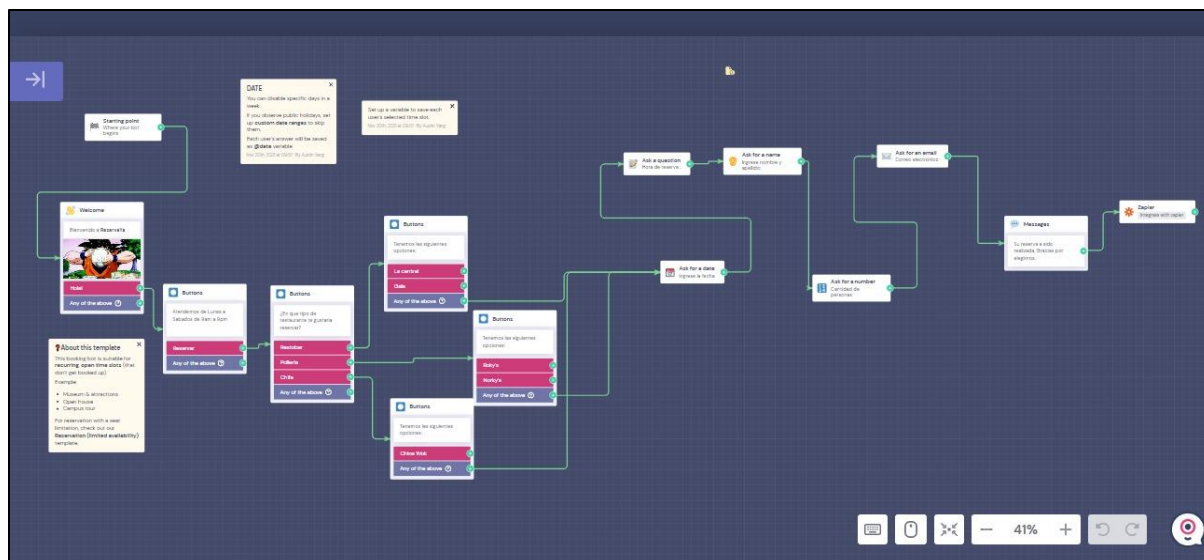 Starting point
Where your bot
begins
DATE
You can disable specific days in a
week.
If you observe public holidays, set
up custom date ranges to skip
them.
Each user's answer will be saved
as @date variable
Set up a variable to save each
user's selected time slot.
Welcome
Bienvenido a
Hola!
Any of the above
About this template
This booking bot is suitable for
recurring, open time slots (that
don't get booked up)
Example:
Museum & attractions
Open house
Campus tour
For reservation with a seat
limitation, check out our
Reservation (limited availability)
template.
Buttons
Atendemos de Lunes a
Sabados de 9am a 9pm
Reservar
Any of the above
Buttons
¿En que tipo de
restaurante te gustaria
reservar?
Restobar
Polleria
Chifa
Any of the above
Buttons
Tenemos las siguientes
opciones:
La central
Any of the above
Buttons
Tenemos las siguientes
opciones:
Roky's
Norky's
Any of the above
Buttons
Tenemos las siguientes
opciones:
Any of the above
Ask a question
Hora de reserva
Ask for a name
Ingrese nombre y
apellido
Ask for a date
Ingrese la fecha
Ask for a number
Cantidad de
personas
Ask for an email
Correo electronico
Messages
Su reserva a sido
realizada, Gracias por
elegirnos
Zapier
Integrate with zapier
41%